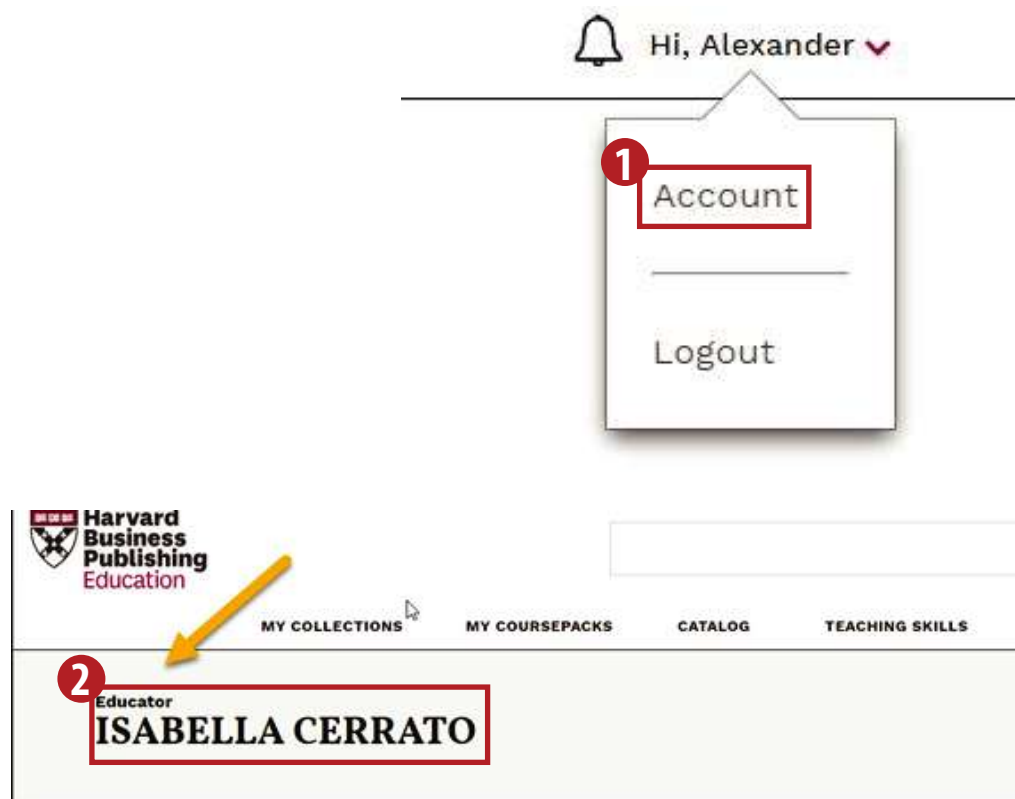 Hi, Alexander
1
Account
Logout
Harvard
Business
Publishing
Education
MY COLLECTIONS MY COURSEPACKS CATALOG TEACHING SKILLS
2
Educator
ISABELLA CERRATO